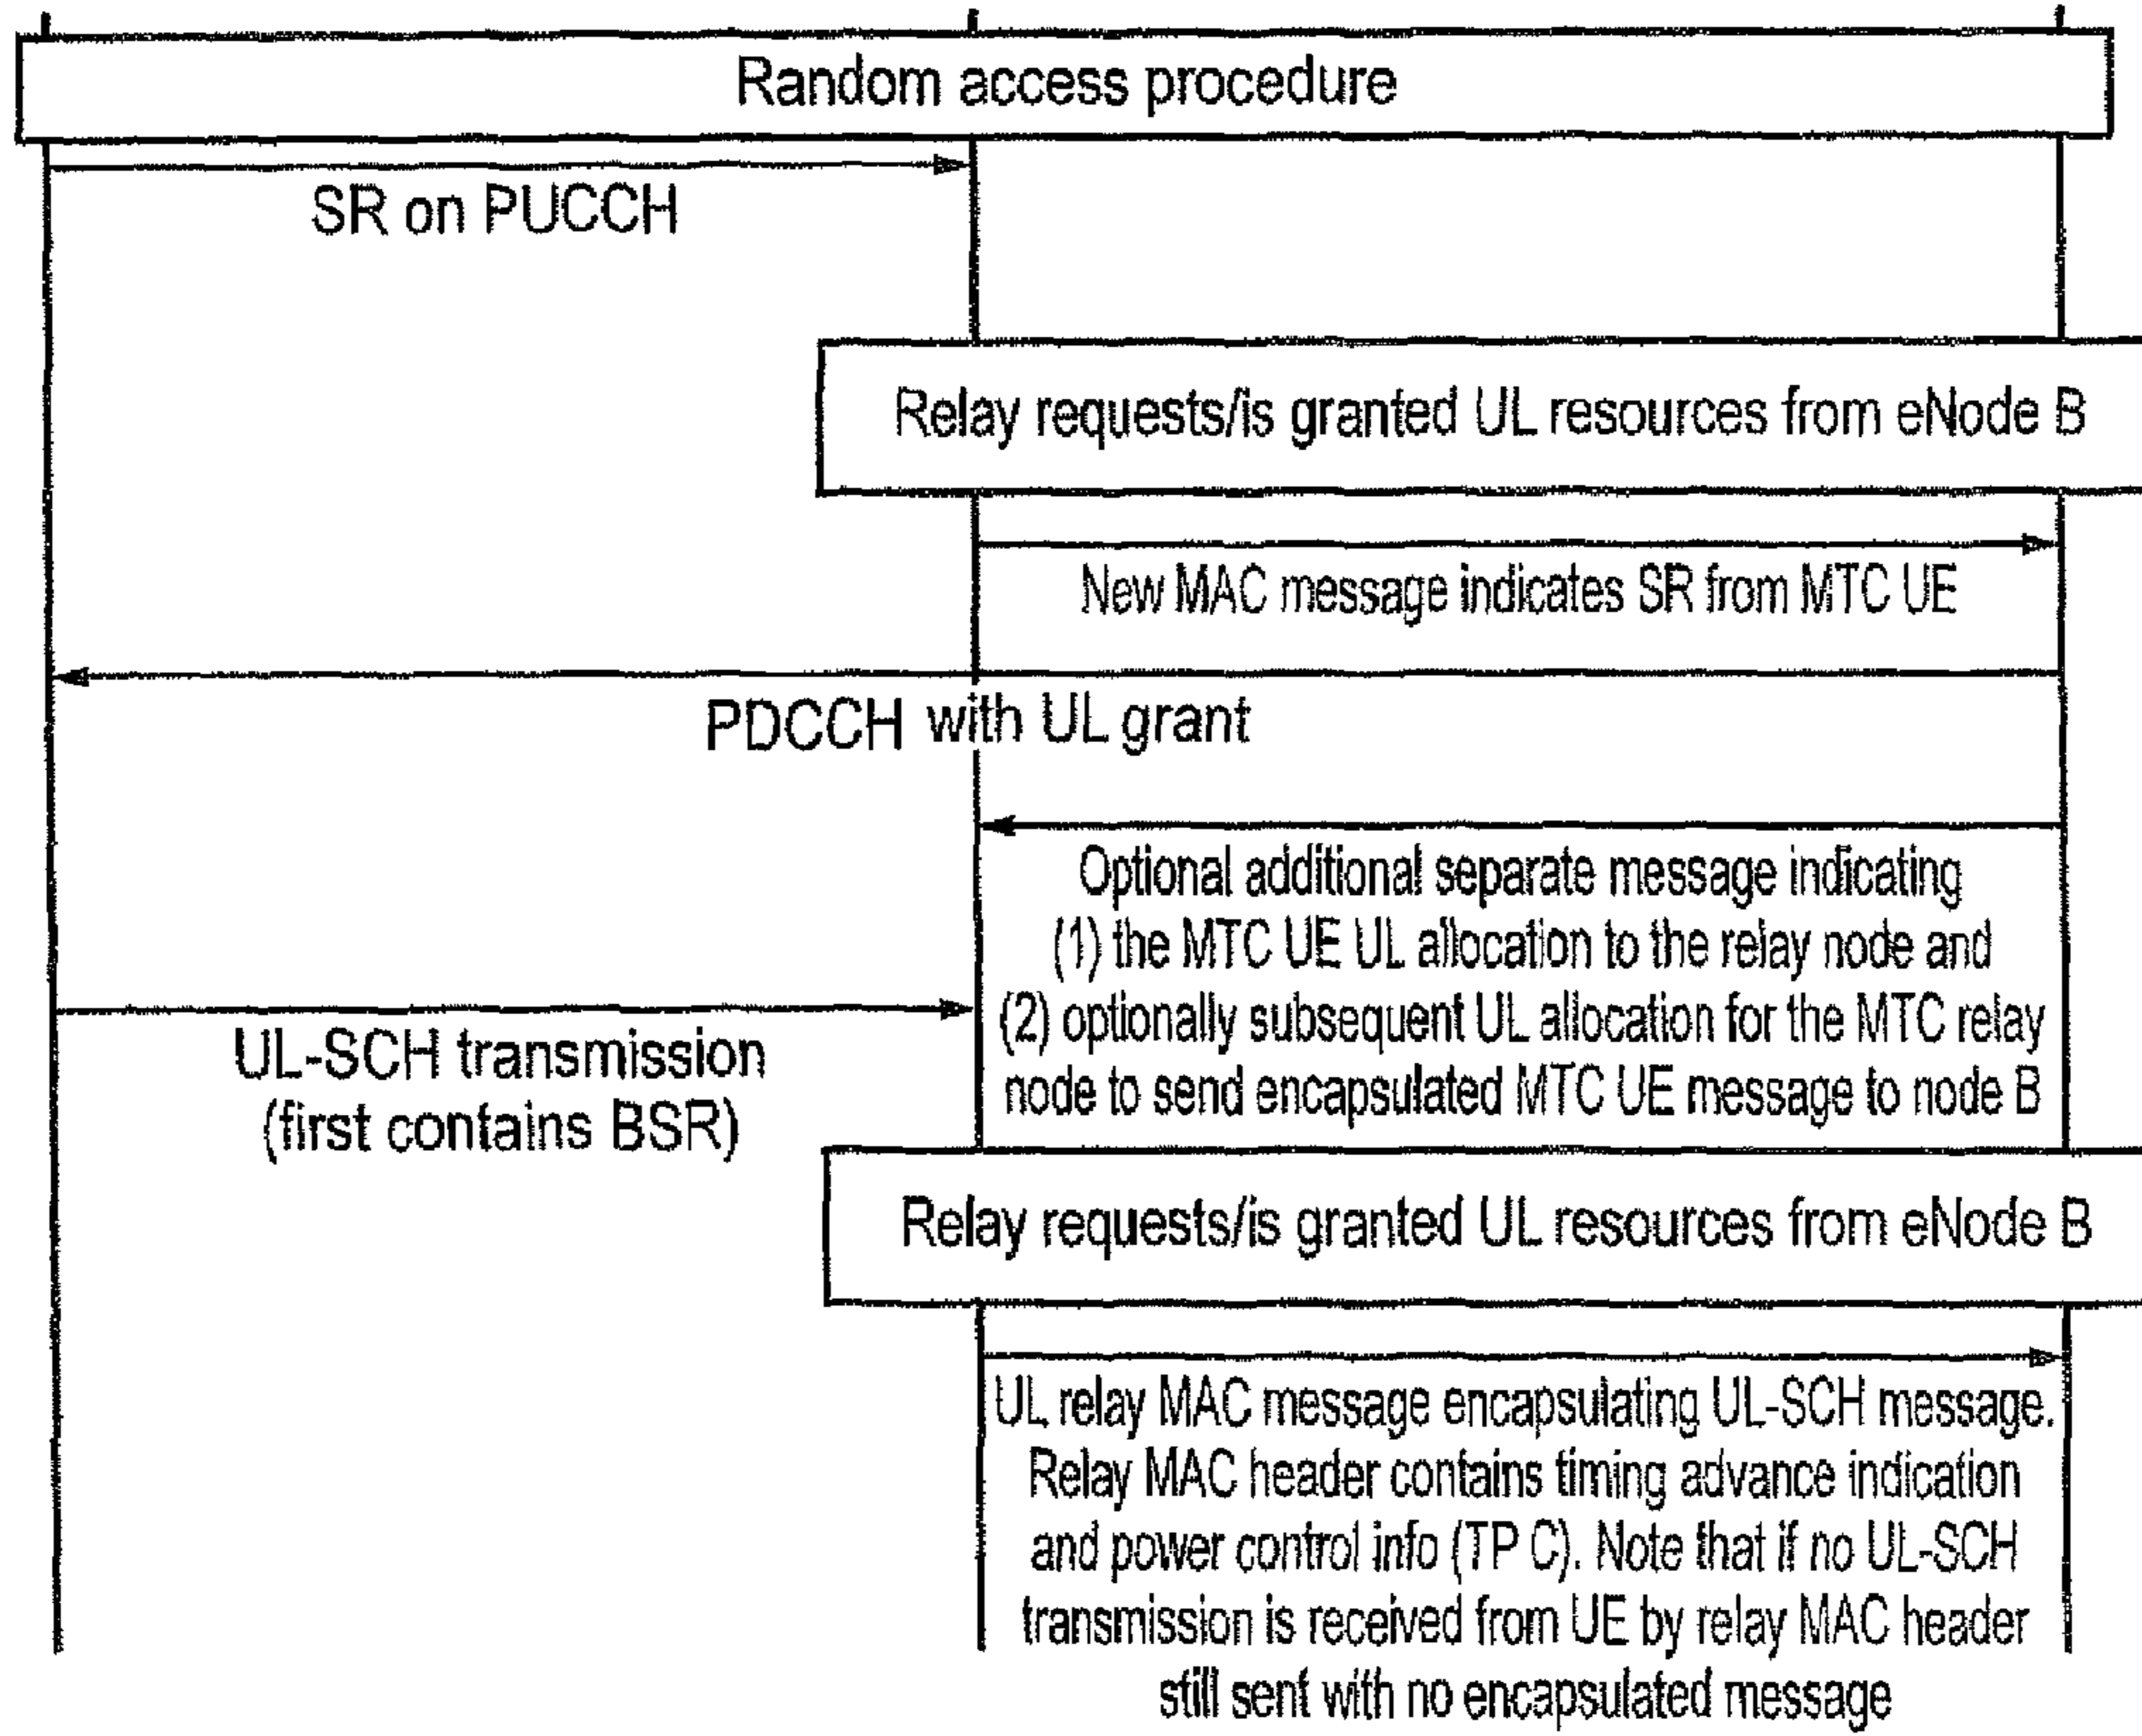 Random access procedure
SR on PUCCH
Relay requests/is granted UL resources from eNode B
New MAC message indicates SR from MTC UE
PDCCH with UL grant
Optional additional separate message indicating
(1) the MTC UE UL allocation to the relay node and
(2) optionally subsequent UL allocation for the MTC relay
node to send encapsulated MTC UE message to node B
UL-SCH transmission
(first contains BSR)
Relay requests/is granted UL resources from eNode B
UL relay MAC message encapsulating UL-SCH message.
Relay MAC header contains timing advance indication
and power control info (TP C). Note that if no UL-SCH
transmission is received from UE by relay MAC header
still sent with no encapsulated message